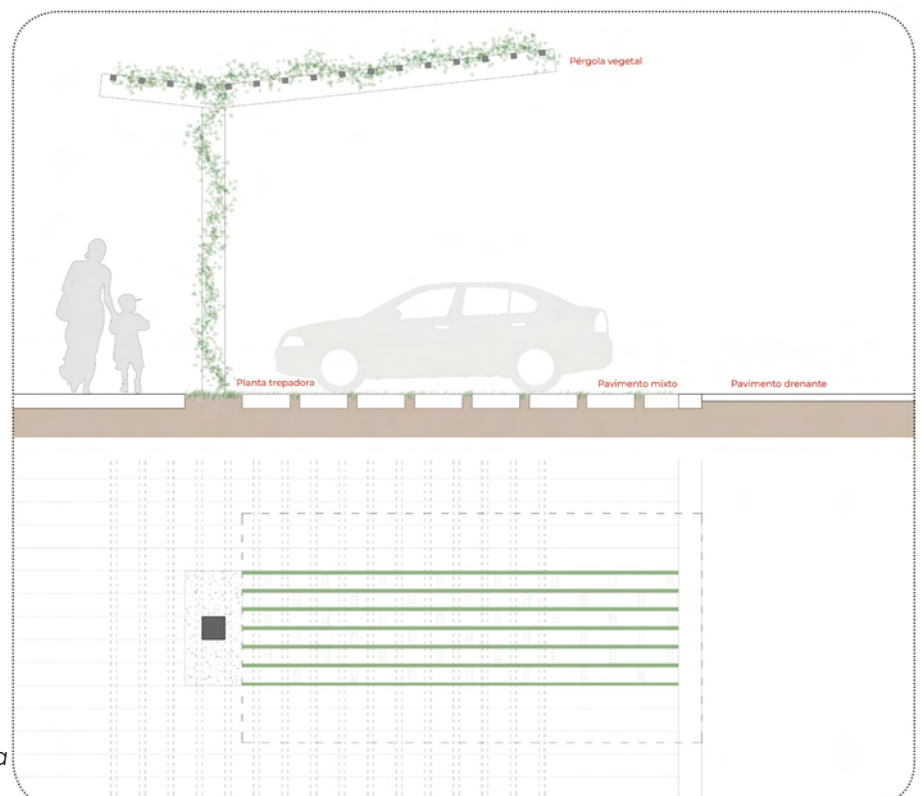 Pérgola vegetal
Planta trepadora
Pavimento mixto
Pavimento drenante
a